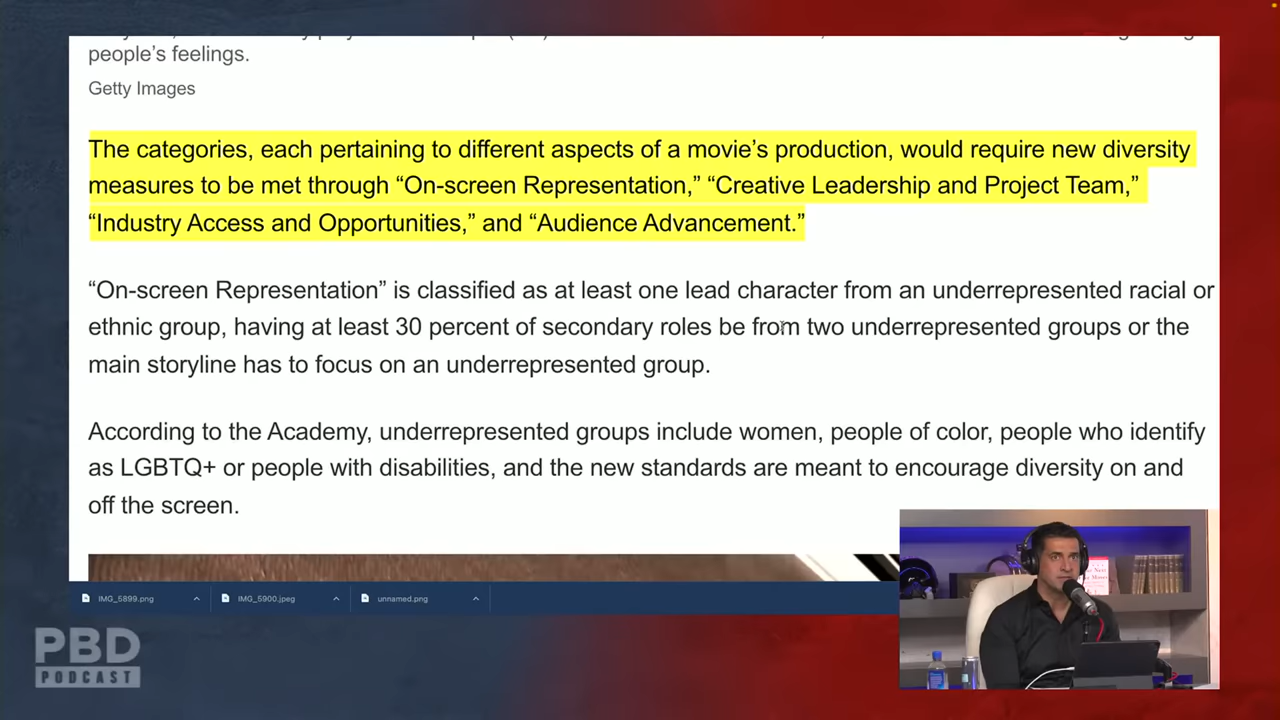 people’s feelings.
Getty Images
The categories, each pertaining to different aspects of a movie’s production, would require new diversity
measures to be met through “On-screen Representation,” “Creative Leadership and Project Team,”
“Industry Access and Opportunities,” and “Audience Advancement.”
“On-screen Representation” is classified as at least one lead character from an underrepresented racial or
ethnic group, having at least 30 percent of secondary roles be from two underrepresented groups or the
main storyline has to focus on an underrepresented group.
According to the Academy, underrepresented groups include women, people of color, people who identify
as LGBTQ+ or people with disabilities, and the new standards are meant to encourage diversity on and
off the screen.
IMG_5899.png
IMG_5900.jpeg
unnamed.png
PBD
PODCAST